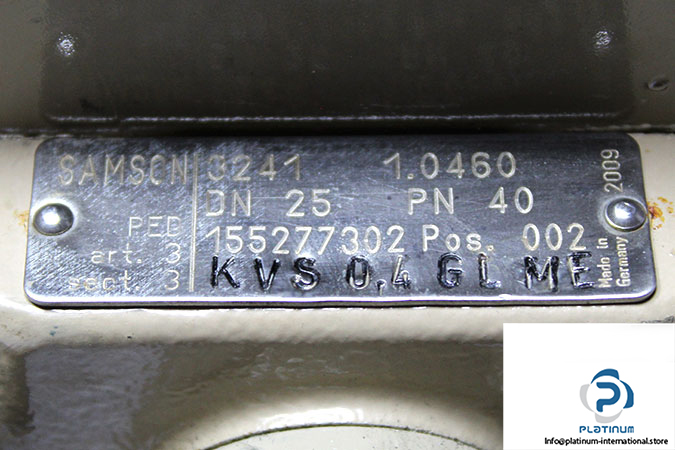 SAMSON 3241 1.0460
DN 25 PN 40
PED 155277302 Pos. 002
art. 3
sect. 3 KVS 0,4 GL ME
Made in
Germany
2009
PLATINUM
Info@platinum-international.store